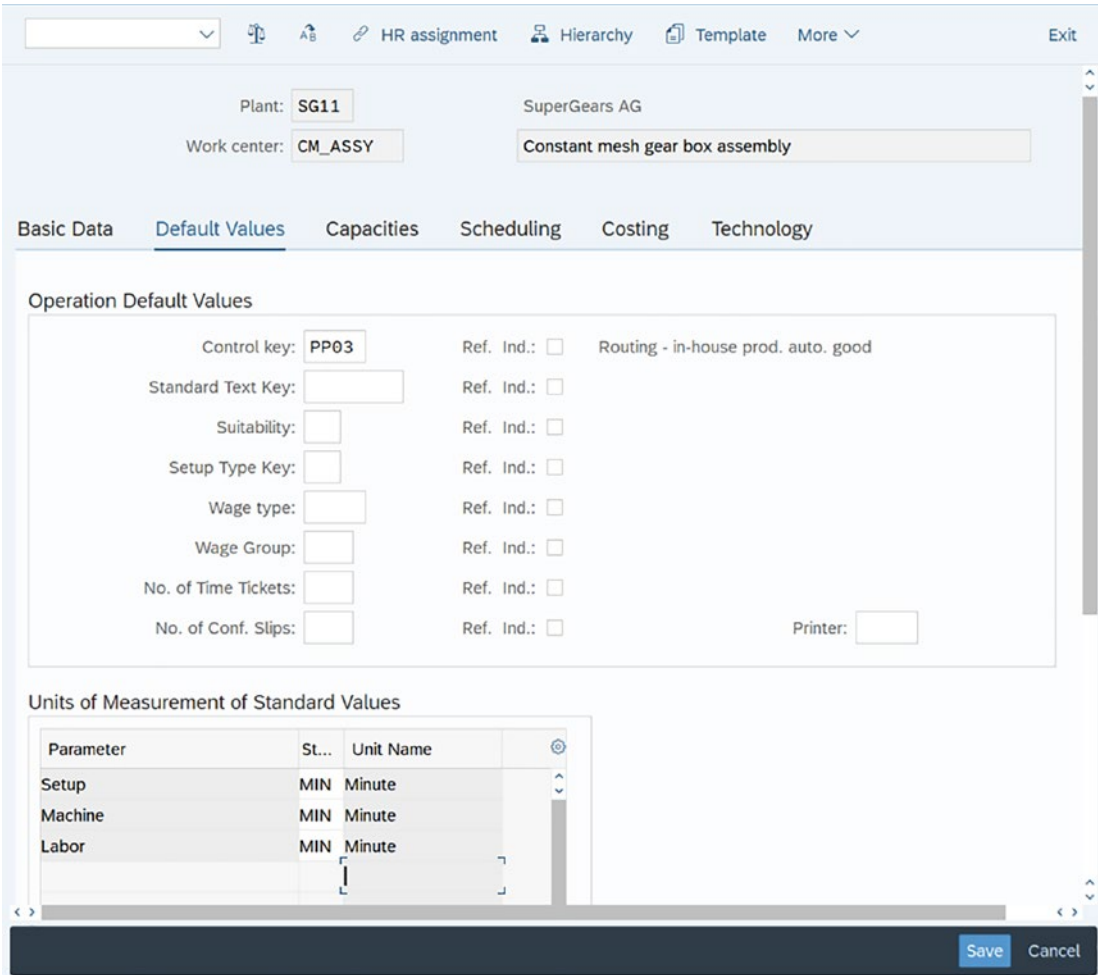 HR assignment Hierarchy Template More Exit
Plant: SG11 SuperGears AG
Work center: CM_ASSY Constant mesh gear box assembly
Basic Data Default Values Capacities Scheduling Costing Technology
Operation Default Values
Control key: PP03 Ref. Ind.: Routing - in-house prod. auto. good
Standard Text Key: Ref. Ind.:
Suitability: Ref. Ind.:
Setup Type Key: Ref. Ind.:
Wage type: Ref. Ind.:
Wage Group: Ref. Ind.:
No. of Time Tickets: Ref. Ind.:
No. of Conf. Slips: Ref. Ind.: Printer:
Units of Measurement of Standard Values
Parameter St... Unit Name
Setup MIN Minute
Machine MIN Minute
Labor MIN Minute
Save Cancel